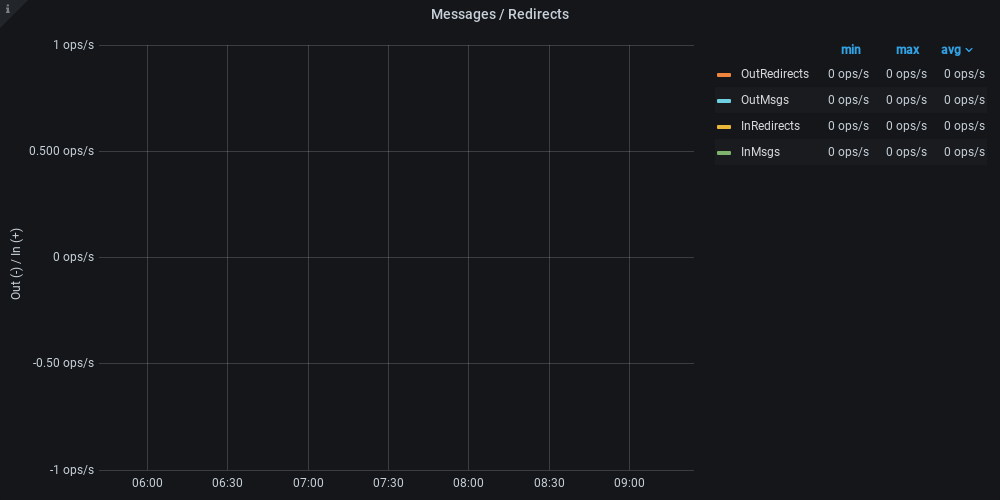 i
Messages / Redirects
1 ops/s
0.500 ops/s
0 ops/s
-0.50 ops/s
-1 ops/s
Out (-) / In (+)
06:00 06:30 07:00 07:30 08:00 08:30 09:00
min max avg
OutRedirects 0 ops/s 0 ops/s 0 ops/s
OutMsgs 0 ops/s 0 ops/s 0 ops/s
InRedirects 0 ops/s 0 ops/s 0 ops/s
InMsgs 0 ops/s 0 ops/s 0 ops/s